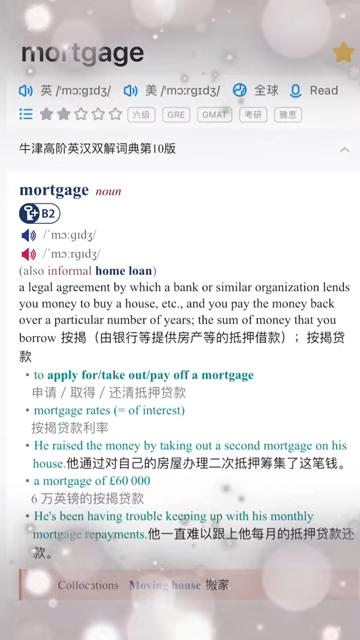 mortgage
英 /ˈmɔːɡɪdʒ/ 美 /ˈmɔːrɡɪdʒ/ 全球 Read
六级 GRE GMAT 考研 雅思
牛津高阶英汉双解词典第10版
mortgage noun
B2
/ˈmɔːɡɪdʒ/
/ˈmɔːrɡɪdʒ/
(also informal home loan)
a legal agreement by which a bank or similar organization lends
you money to buy a house, etc., and you pay the money back
over a particular number of years; the sum of money that you
borrow 按揭（由银行等提供房产等的抵押借款）；按揭贷
款
• to apply for/take out/pay off a mortgage
申请／取得／还清抵押贷款
• mortgage rates (= of interest)
按揭贷款利率
• He raised the money by taking out a second mortgage on his
house.他通过对自己的房屋办理二次抵押筹集了这笔钱。
• a mortgage of £60 000
6 万英镑的按揭贷款
• He's been having trouble keeping up with his monthly
mortgage repayments.他一直难以跟上他每月的抵押贷款还
款。
Collocations Moving house 搬家